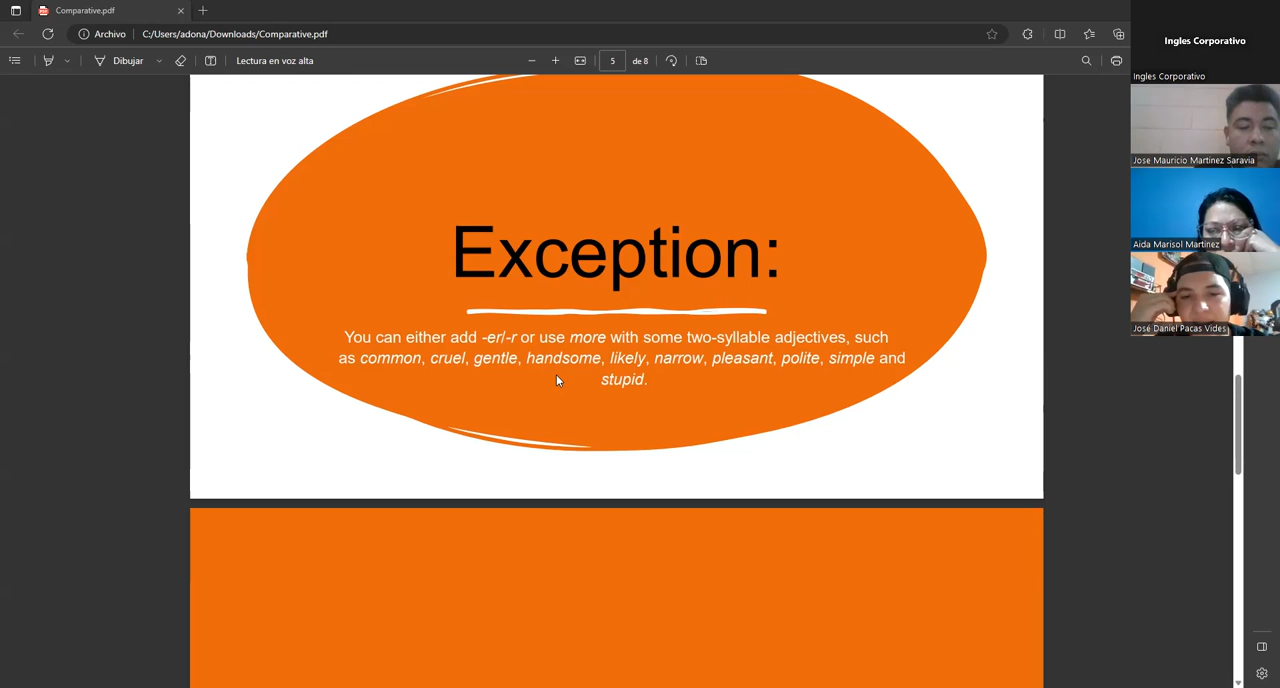 Comparative.pdf
Archivo
C:/Users/adona/Downloads/Comparative.pdf
Dibujar
Lectura en voz alta
5
de 8
Exception:
You can either add -er/-r or use more with some two-syllable adjectives, such
as common, cruel, gentle, handsome, likely, narrow, pleasant, polite, simple and
stupid.
Ingles Corporativo
Ingles Corporativo
Jose Mauricio Martinez Saravia
Aida Marisol Martinez
José Daniel Pacas Vides